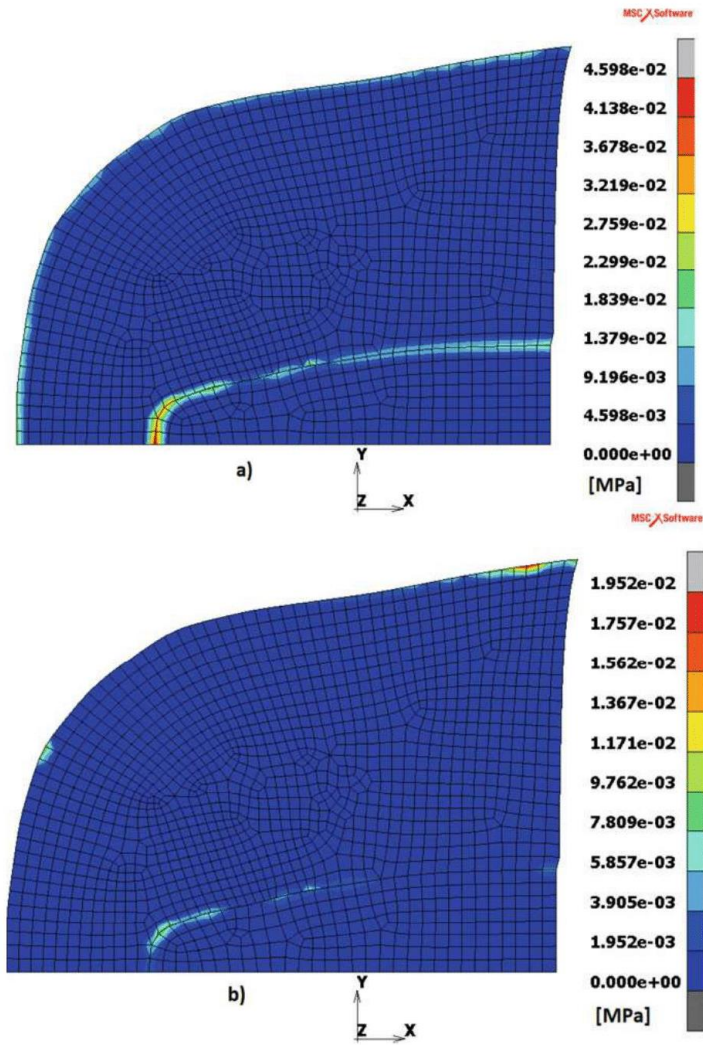 MSC Software
4.598e-02
4.138e-02
3.678e-02
3.219e-02
2.759e-02
2.299e-02
1.839e-02
1.379e-02
9.196e-03
4.598e-03
0.000e+00
[MPa]
a)
Y
Z X
MSC Software
1.952e-02
1.757e-02
1.562e-02
1.367e-02
1.171e-02
9.762e-03
7.809e-03
5.857e-03
3.905e-03
1.952e-03
0.000e+00
[MPa]
b)
Y
Z X